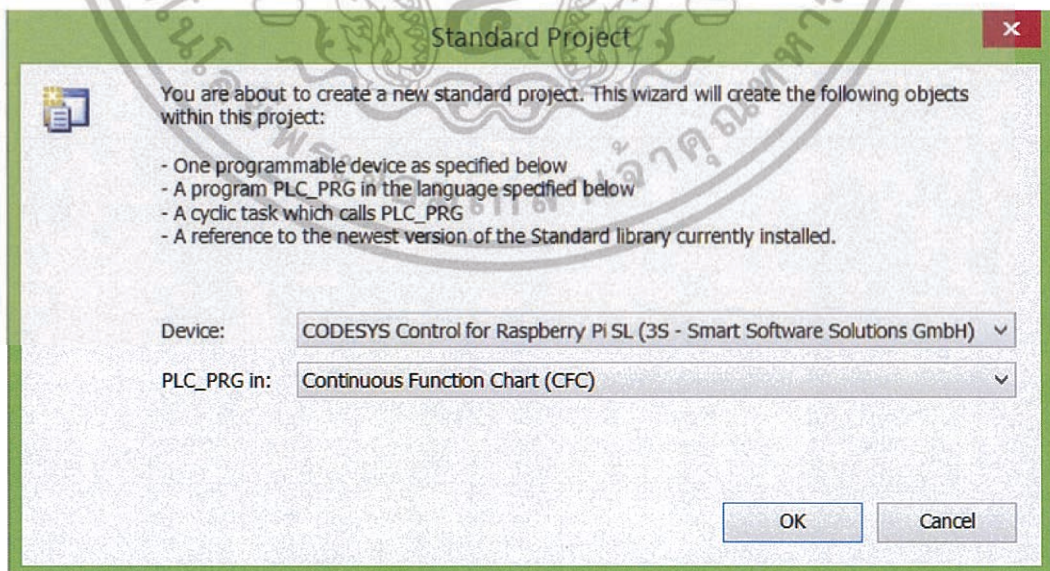 Standard Project
You are about to create a new standard project. This wizard will create the following objects
within this project:
- One programmable device as specified below
- A program PLC_PRG in the language specified below
- A cyclic task which calls PLC_PRG
- A reference to the newest version of the Standard library currently installed.
Device: CODESYS Control for Raspberry Pi SL (3S - Smart Software Solutions GmbH)
PLC_PRG in: Continuous Function Chart (CFC)
OK Cancel